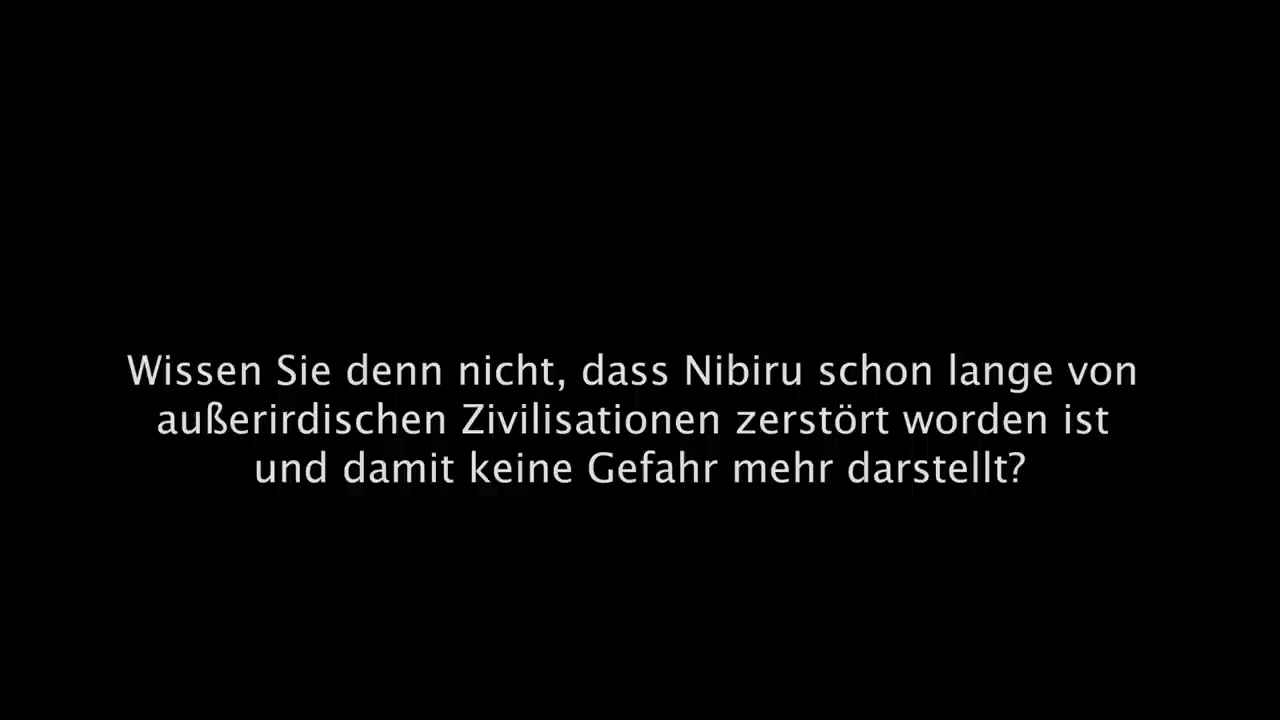 Wissen Sie denn nicht, dass Nibiru schon lange von
außerirdischen Zivilisationen zerstört worden ist
und damit keine Gefahr mehr darstellt?